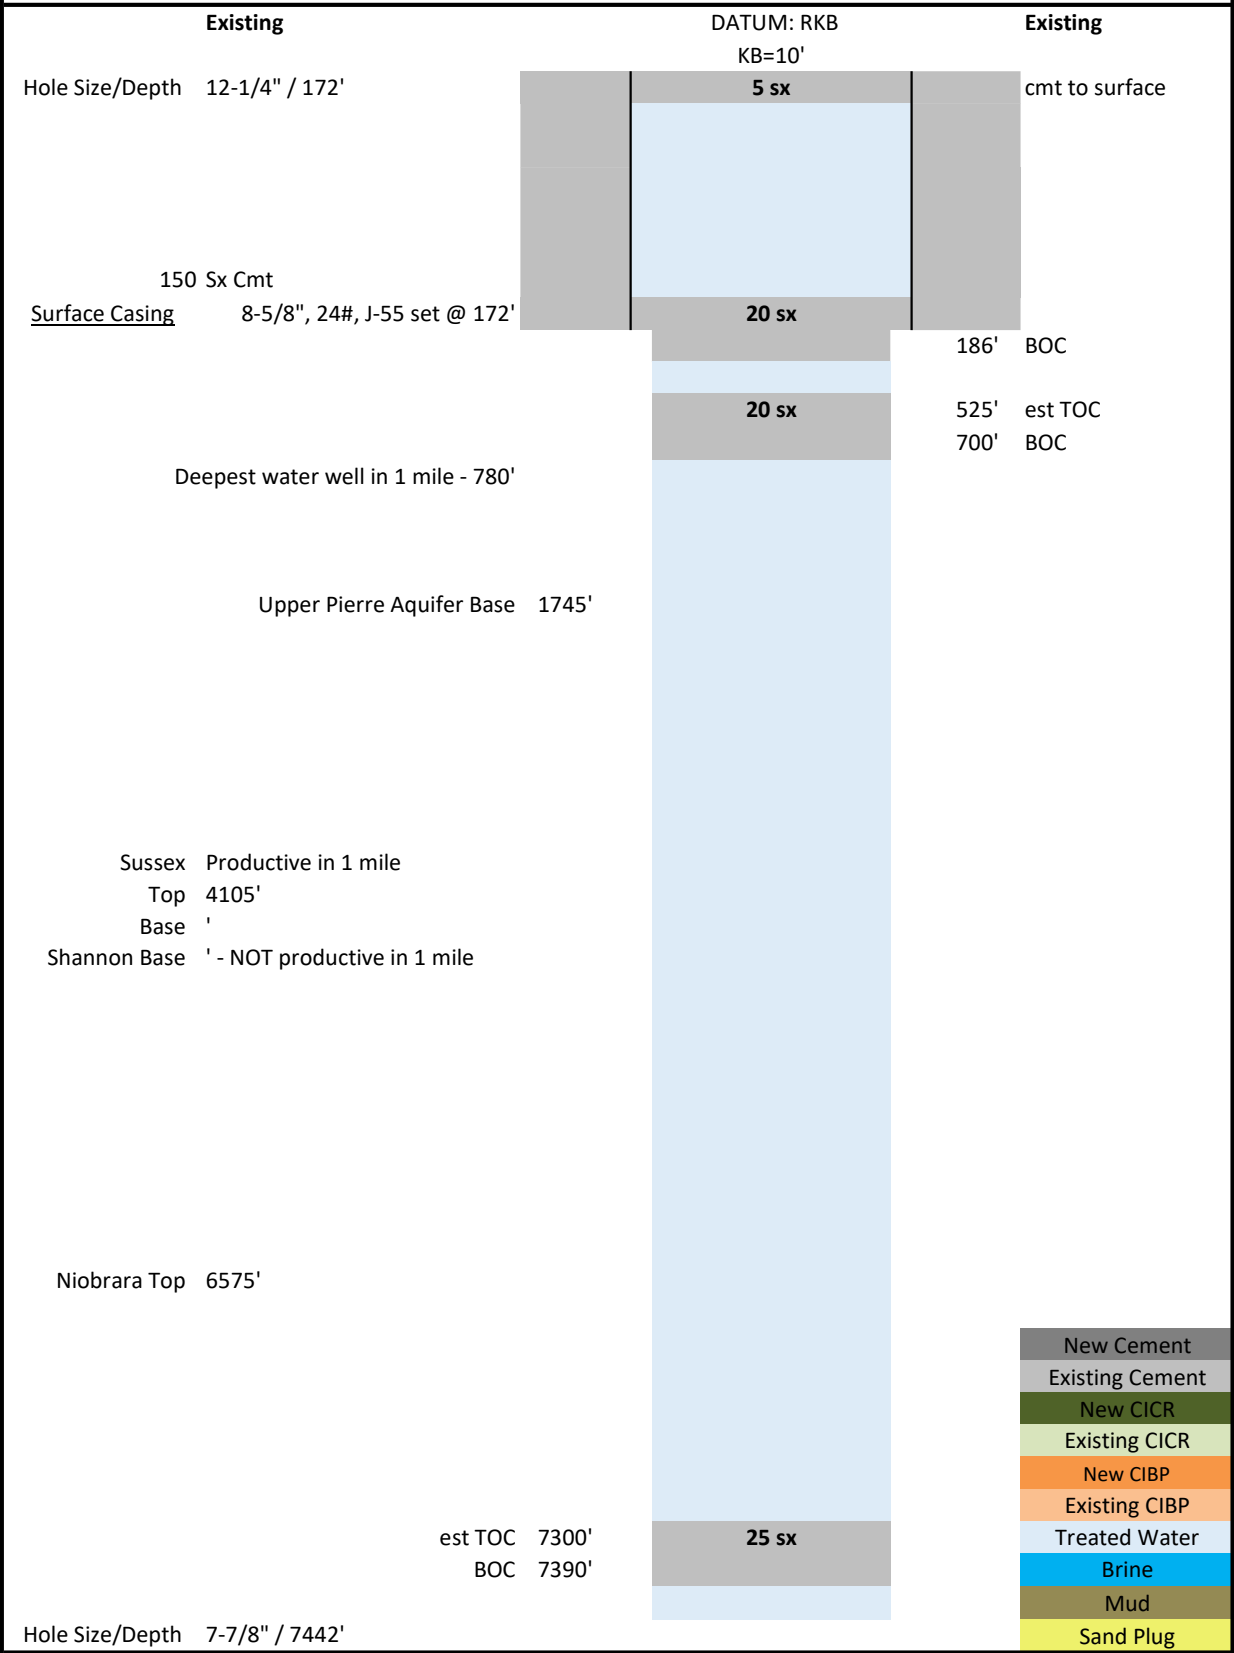 Existing DATUM: RKB Existing
KB=10'
Hole Size/Depth 12-1/4" / 172' 5 sx cmt to surface
150 Sx Cmt
Surface Casing 8-5/8", 24#, J-55 set @ 172' 20 sx
186' BOC
20 sx 525' est TOC
700' BOC
Deepest water well in 1 mile - 780'
Upper Pierre Aquifer Base 1745'
Sussex Productive in 1 mile
Top 4105'
Base '
Shannon Base ' - NOT productive in 1 mile
Niobrara Top 6575'
New Cement
Existing Cement
New CICR
Existing CICR
New CIBP
Existing CIBP
est TOC 7300' 25 sx Treated Water
BOC 7390' Brine
Mud
Hole Size/Depth 7-7/8" / 7442' Sand Plug